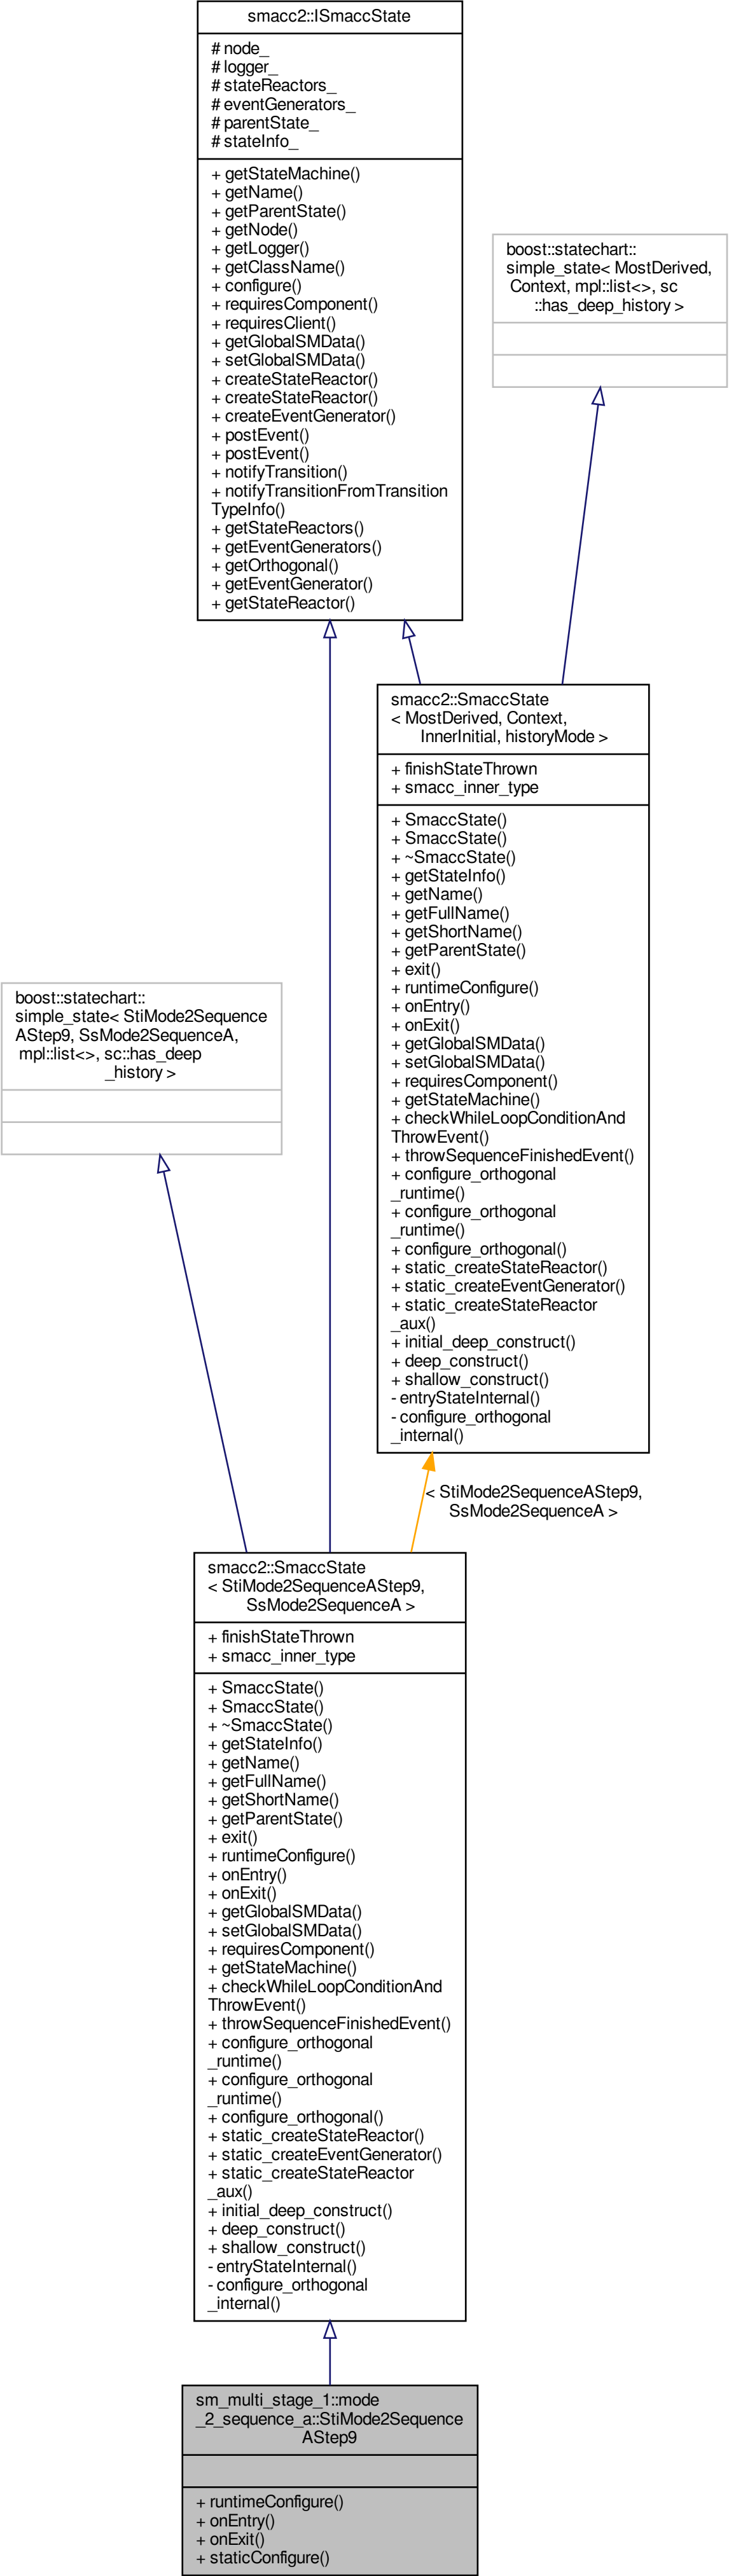 smacc2::ISmaccState
# node_
# logger_
# stateReactors_
# eventGenerators_
# parentState_
# stateInfo_
+ getStateMachine()
+ getName()
+ getParentState()
+ getNode()
+ getLogger()
+ getClassName()
+ configure()
+ requiresComponent()
+ requiresClient()
+ getGlobalSMData()
+ setGlobalSMData()
+ createStateReactor()
+ createStateReactor()
+ createEventGenerator()
+ postEvent()
+ postEvent()
+ notifyTransition()
+ notifyTransitionFromTransition
TypeInfo()
+ getStateReactors()
+ getEventGenerators()
+ getOrthogonal()
+ getEventGenerator()
+ getStateReactor()
boost::statechart::
simple_state< MostDerived,
Context, mpl::list<>, sc
::has_deep_history >
smacc2::SmaccState
< MostDerived, Context,
InnerInitial, historyMode >
+ finishStateThrown
+ smacc_inner_type
+ SmaccState()
+ SmaccState()
+ ~SmaccState()
+ getStateInfo()
+ getName()
+ getFullName()
+ getShortName()
+ getParentState()
+ exit()
+ runtimeConfigure()
+ onEntry()
+ onExit()
+ getGlobalSMData()
+ setGlobalSMData()
+ requiresComponent()
+ getStateMachine()
+ checkWhileLoopConditionAnd
ThrowEvent()
+ throwSequenceFinishedEvent()
+ configure_orthogonal
_runtime()
+ configure_orthogonal
_runtime()
+ configure_orthogonal()
+ static_createStateReactor()
+ static_createEventGenerator()
+ static_createStateReactor
_aux()
+ initial_deep_construct()
+ deep_construct()
+ shallow_construct()
- entryStateInternal()
- configure_orthogonal
_internal()
boost::statechart::
simple_state< StiMode2Sequence
AStep9, SsMode2SequenceA,
mpl::list<>, sc::has_deep
_history >
< StiMode2SequenceAStep9,
SsMode2SequenceA >
smacc2::SmaccState
< StiMode2SequenceAStep9,
SsMode2SequenceA >
+ finishStateThrown
+ smacc_inner_type
+ SmaccState()
+ SmaccState()
+ ~SmaccState()
+ getStateInfo()
+ getName()
+ getFullName()
+ getShortName()
+ getParentState()
+ exit()
+ runtimeConfigure()
+ onEntry()
+ onExit()
+ getGlobalSMData()
+ setGlobalSMData()
+ requiresComponent()
+ getStateMachine()
+ checkWhileLoopConditionAnd
ThrowEvent()
+ throwSequenceFinishedEvent()
+ configure_orthogonal
_runtime()
+ configure_orthogonal
_runtime()
+ configure_orthogonal()
+ static_createStateReactor()
+ static_createEventGenerator()
+ static_createStateReactor
_aux()
+ initial_deep_construct()
+ deep_construct()
+ shallow_construct()
- entryStateInternal()
- configure_orthogonal
_internal()
sm_multi_stage_1::mode
_2_sequence_a::StiMode2Sequence
AStep9
+ runtimeConfigure()
+ onEntry()
+ onExit()
+ staticConfigure()